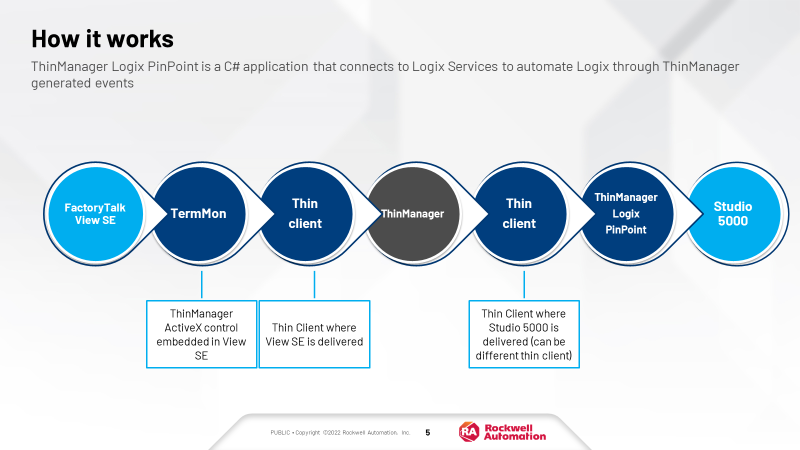 How it works
ThinManager Logix PinPoint is a C# application that connects to Logix Services to automate Logix through ThinManager
generated events
FactoryTalk
View SE
TermMon
Thin
client
ThinManager
Thin
client
ThinManager
Logix
PinPoint
Studio
5000
ThinManager
ActiveX control
embedded in View
SE
Thin Client where
View SE is delivered
Thin Client where
Studio 5000 is
delivered (can be
different thin client)
PUBLIC • Copyright ©2022 Rockwell Automation, Inc.
5
RA
Rockwell
Automation